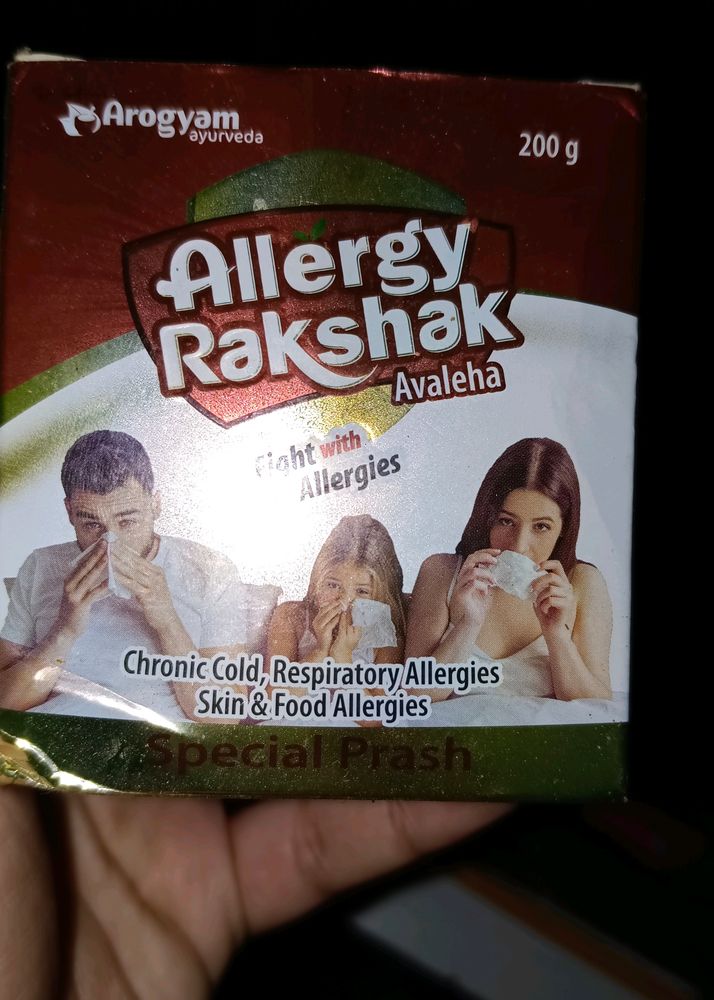 Arogyam
ayurveda
200 g
Allergy
Rakshak
Avaleha
Fight with
Allergies
Chronic Cold, Respiratory Allergies
Skin & Food Allergies
Special Prash